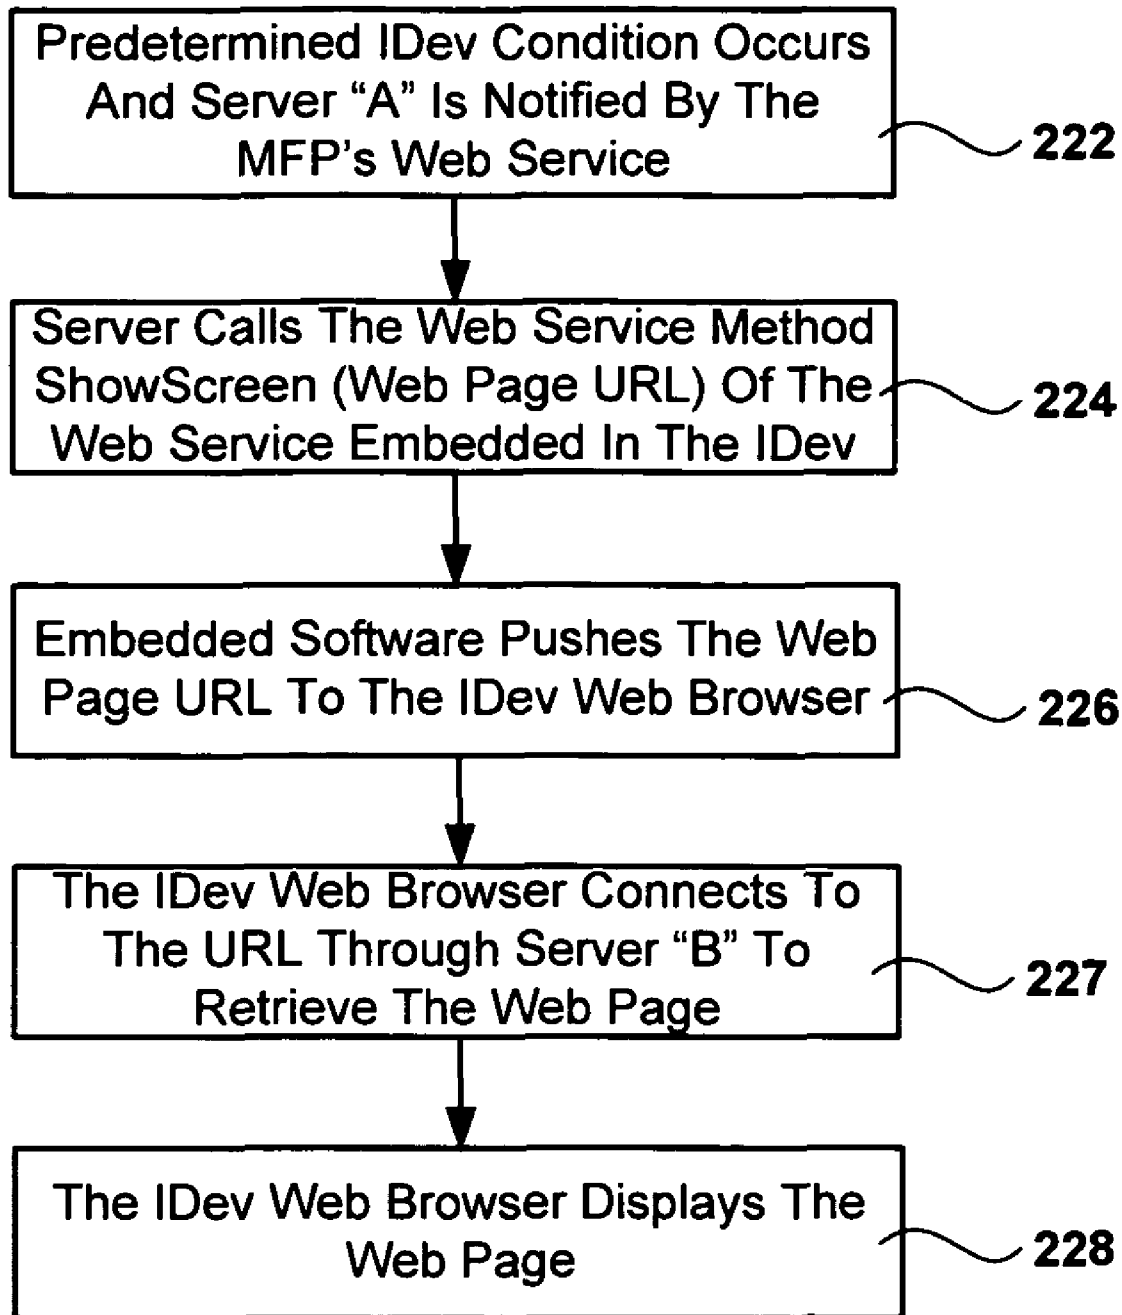 Predetermined IDev Condition Occurs
And Server “A” Is Notified By The
MFP’s Web Service
222
Server Calls The Web Service Method
ShowScreen (Web Page URL) Of The
Web Service Embedded In The IDev
224
Embedded Software Pushes The Web
Page URL To The IDev Web Browser
226
The IDev Web Browser Connects To
The URL Through Server “B” To
Retrieve The Web Page
227
The IDev Web Browser Displays The
Web Page
228